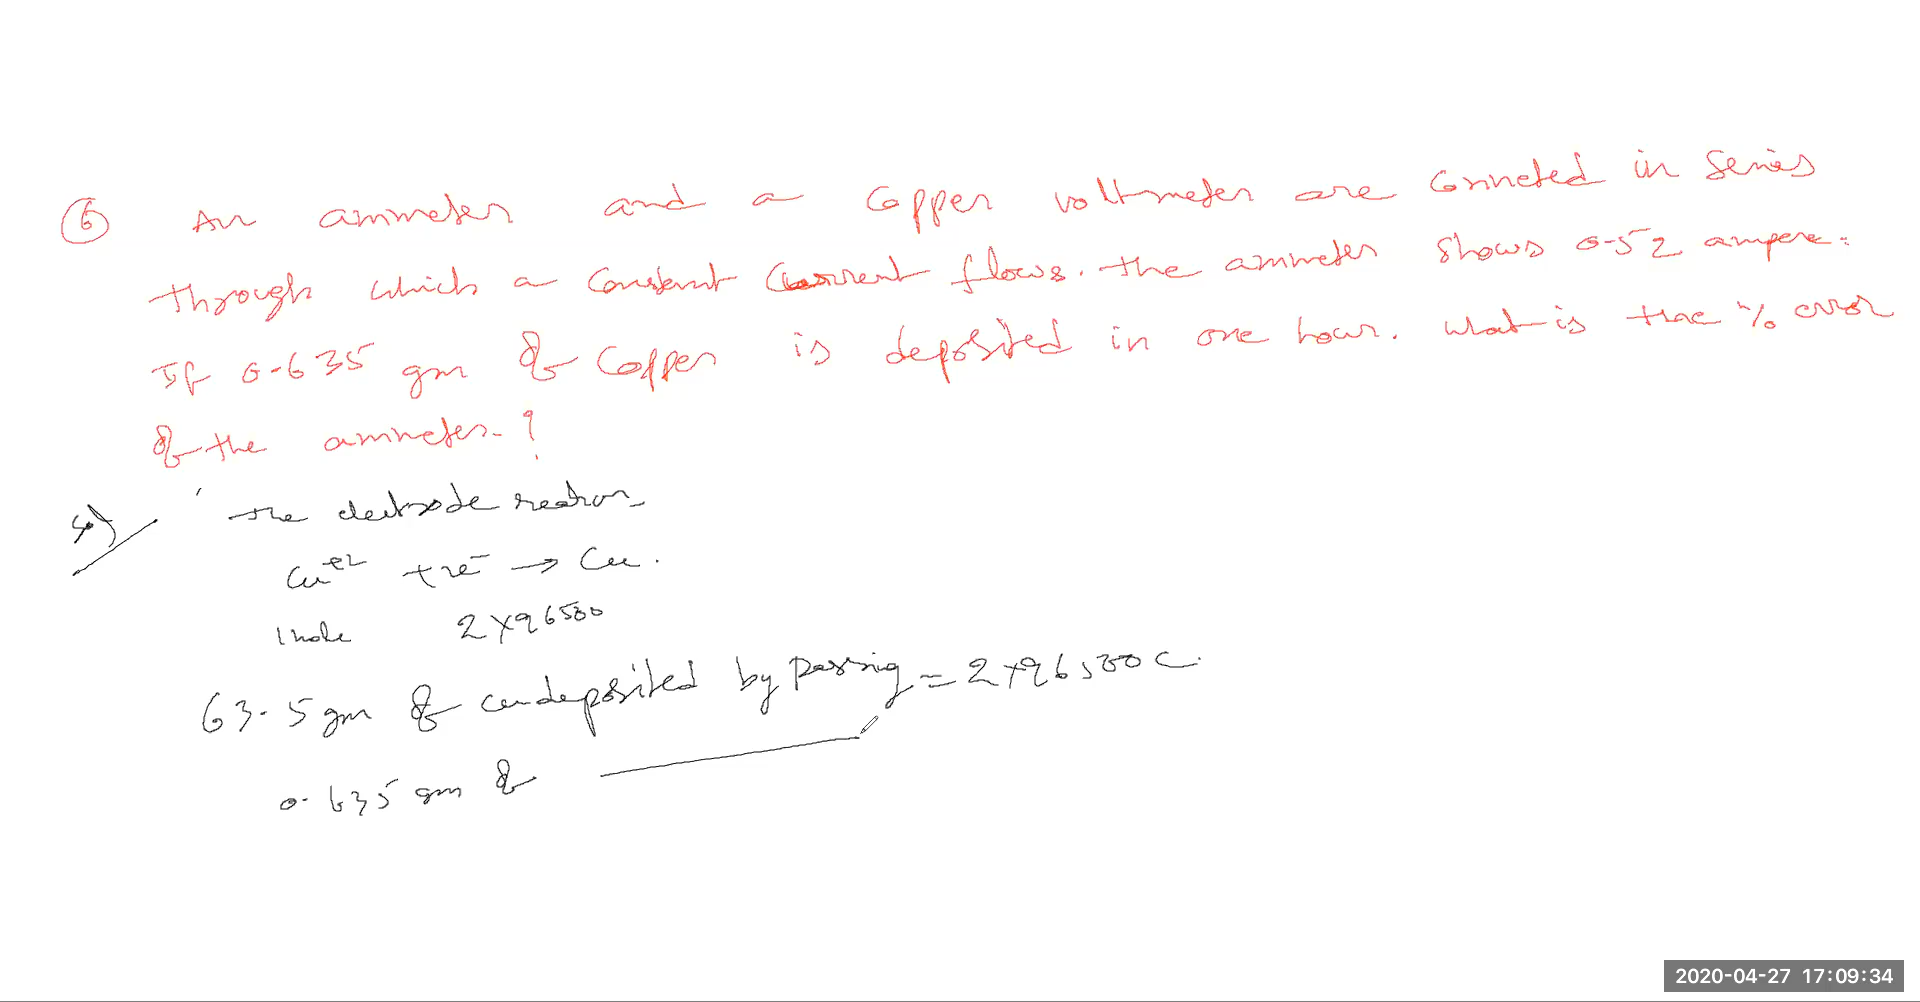 6 An ammeter and a Copper voltmeter are Connected in Series
through which a Constant Current flows. the ammeter shows 0.52 ampere.
If 0.635 gm of Copper is deposited in one hour. What is the % error
of the ammeter.?
Sol) the electrode reaction
Cu+2 + 2e- → Cu.
1 mole 2×96500
63.5 gm of Cu deposited by passing = 2×96500 C.
0.635 gm of
2020-04-27 17:09:34